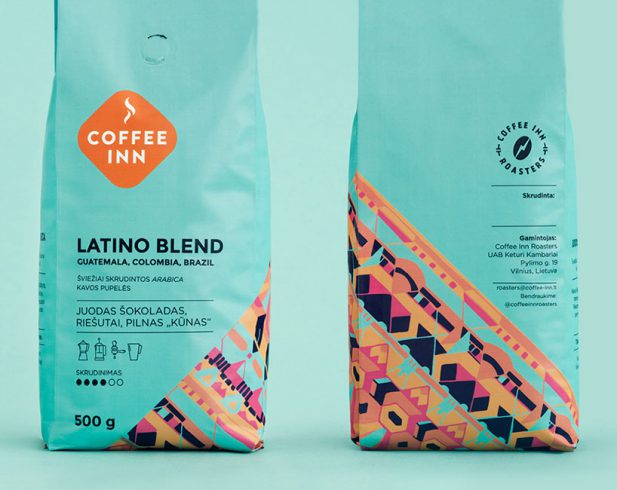 COFFEE
INN
LATINO BLEND
GUATEMALA, COLOMBIA, BRAZIL
ŠVIEŽIAI SKRUDINTOS ARABICA
KAVOS PUPELĖS
JUODAS ŠOKOLADAS,
RIEŠUTAI, PILNAS „KŪNAS“
SKRUDINIMAS
500 g
COFFEE INN
ROASTERS
Skrudinta:
Gamintojas:
Coffee Inn Roasters
UAB Keturi Kambariai
Pylimo g. 19
Vilnius, Lietuva
roasters@coffee-inn.lt
Bendraukime:
@coffeeinnroasters